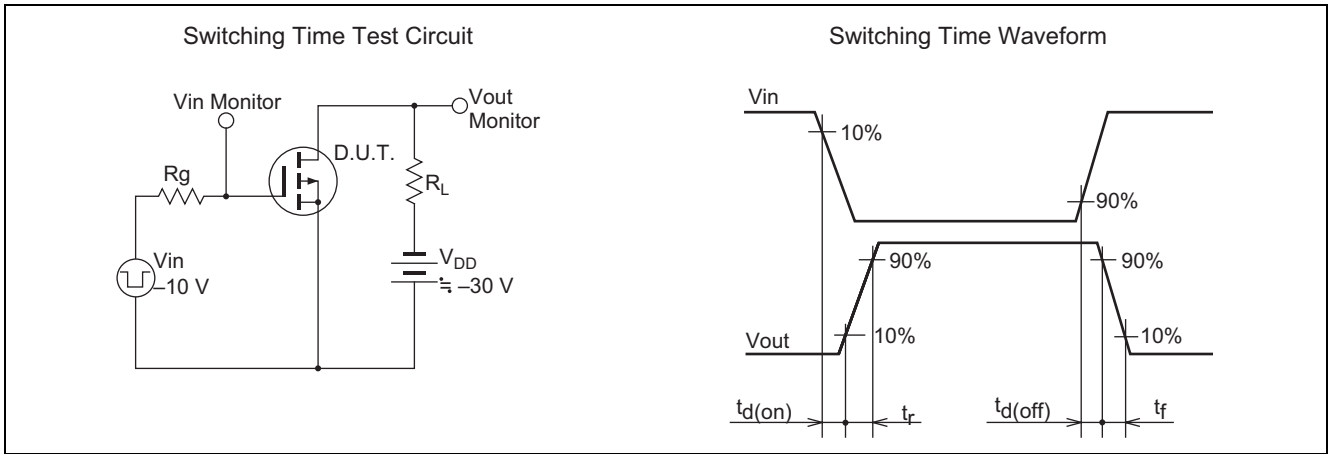 Switching Time Test Circuit
Vin Monitor
Vout
Monitor
D.U.T.
Rg
RL
Vin
–10 V
VDD
≒ –30 V
Switching Time Waveform
Vin
10%
90%
90%
90%
Vout
10%
10%
td(on)
tr
td(off)
tf